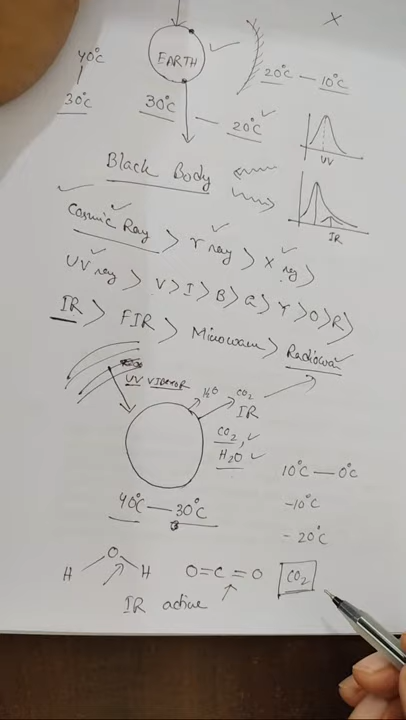 x
40°C
30°C
EARTH
20°C — 10°C
30°C — 20°C
UV
Black Body
IR
Cosmic Ray > γ ray > X ray >
UV ray > V > I > B > G > Y > O > R >
IR > FIR > Microwave > Radiowave
UV VIBGYOR
H₂O
CO₂
IR
CO₂,
H₂O
40°C — 30°C
10°C — 0°C
-10°C
- 20°C
H O H
O=C=O
CO₂
IR active